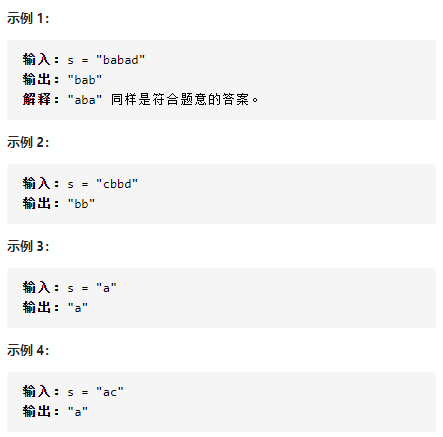 示例 1：
输入：s = "babad"
输出："bab"
解释："aba" 同样是符合题意的答案。
示例 2：
输入：s = "cbbd"
输出："bb"
示例 3：
输入：s = "a"
输出："a"
示例 4：
输入：s = "ac"
输出："a"